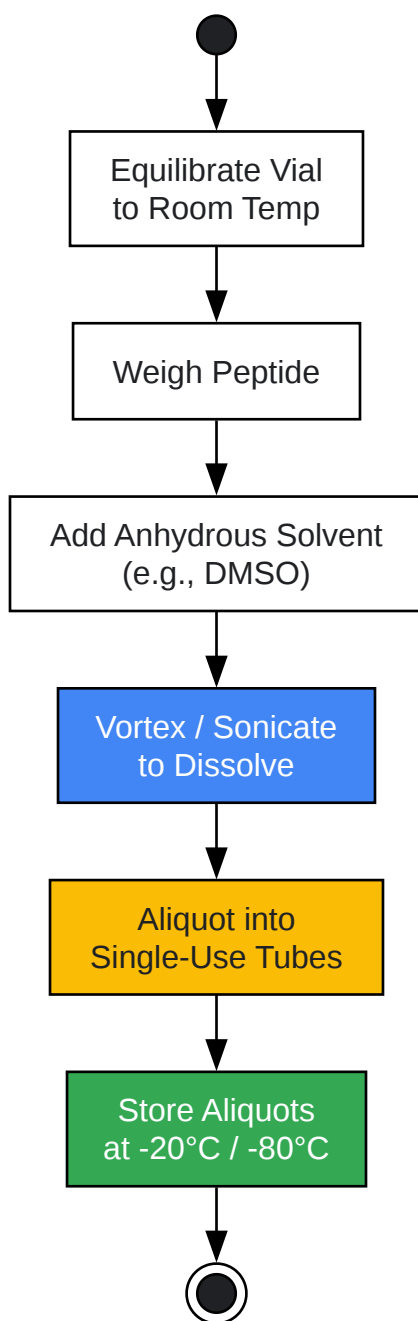 Equilibrate Vial
to Room Temp
Weigh Peptide
Add Anhydrous Solvent
(e.g., DMSO)
Vortex / Sonicate
to Dissolve
Aliquot into
Single-Use Tubes
Store Aliquots
at -20°C / -80°C